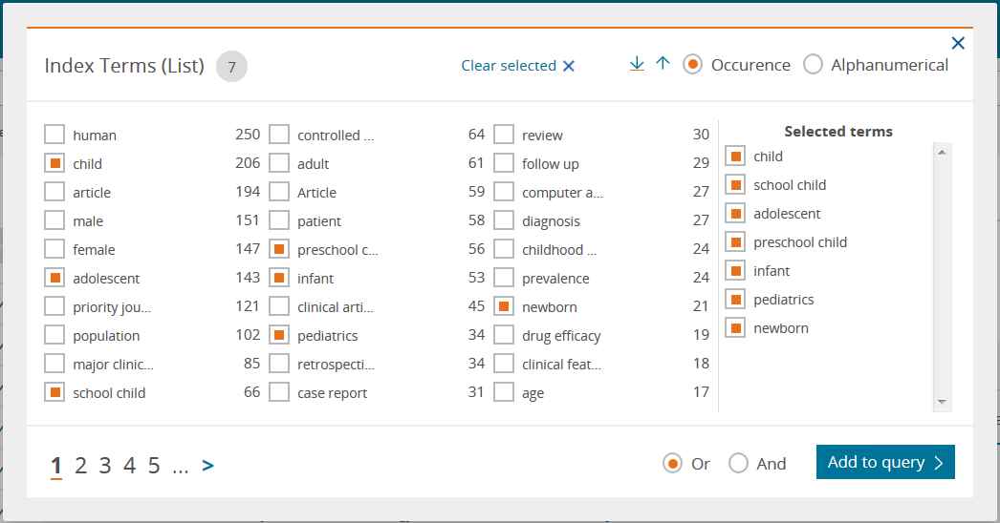 Index Terms (List) 7 Clear selected Occurence Alphanumerical
human 250 controlled ... 64 review 30
child 206 adult 61 follow up 29
article 194 Article 59 computer a... 27
male 151 patient 58 diagnosis 27
female 147 preschool c... 56 childhood ... 24
adolescent 143 infant 53 prevalence 24
priority jou... 121 clinical arti... 45 newborn 21
population 102 pediatrics 34 drug efficacy 19
major clinic... 85 retrospecti... 34 clinical feat... 18
school child 66 case report 31 age 17
Selected terms
child
school child
adolescent
preschool child
infant
pediatrics
newborn
1 2 3 4 5 ... > Or And Add to query >